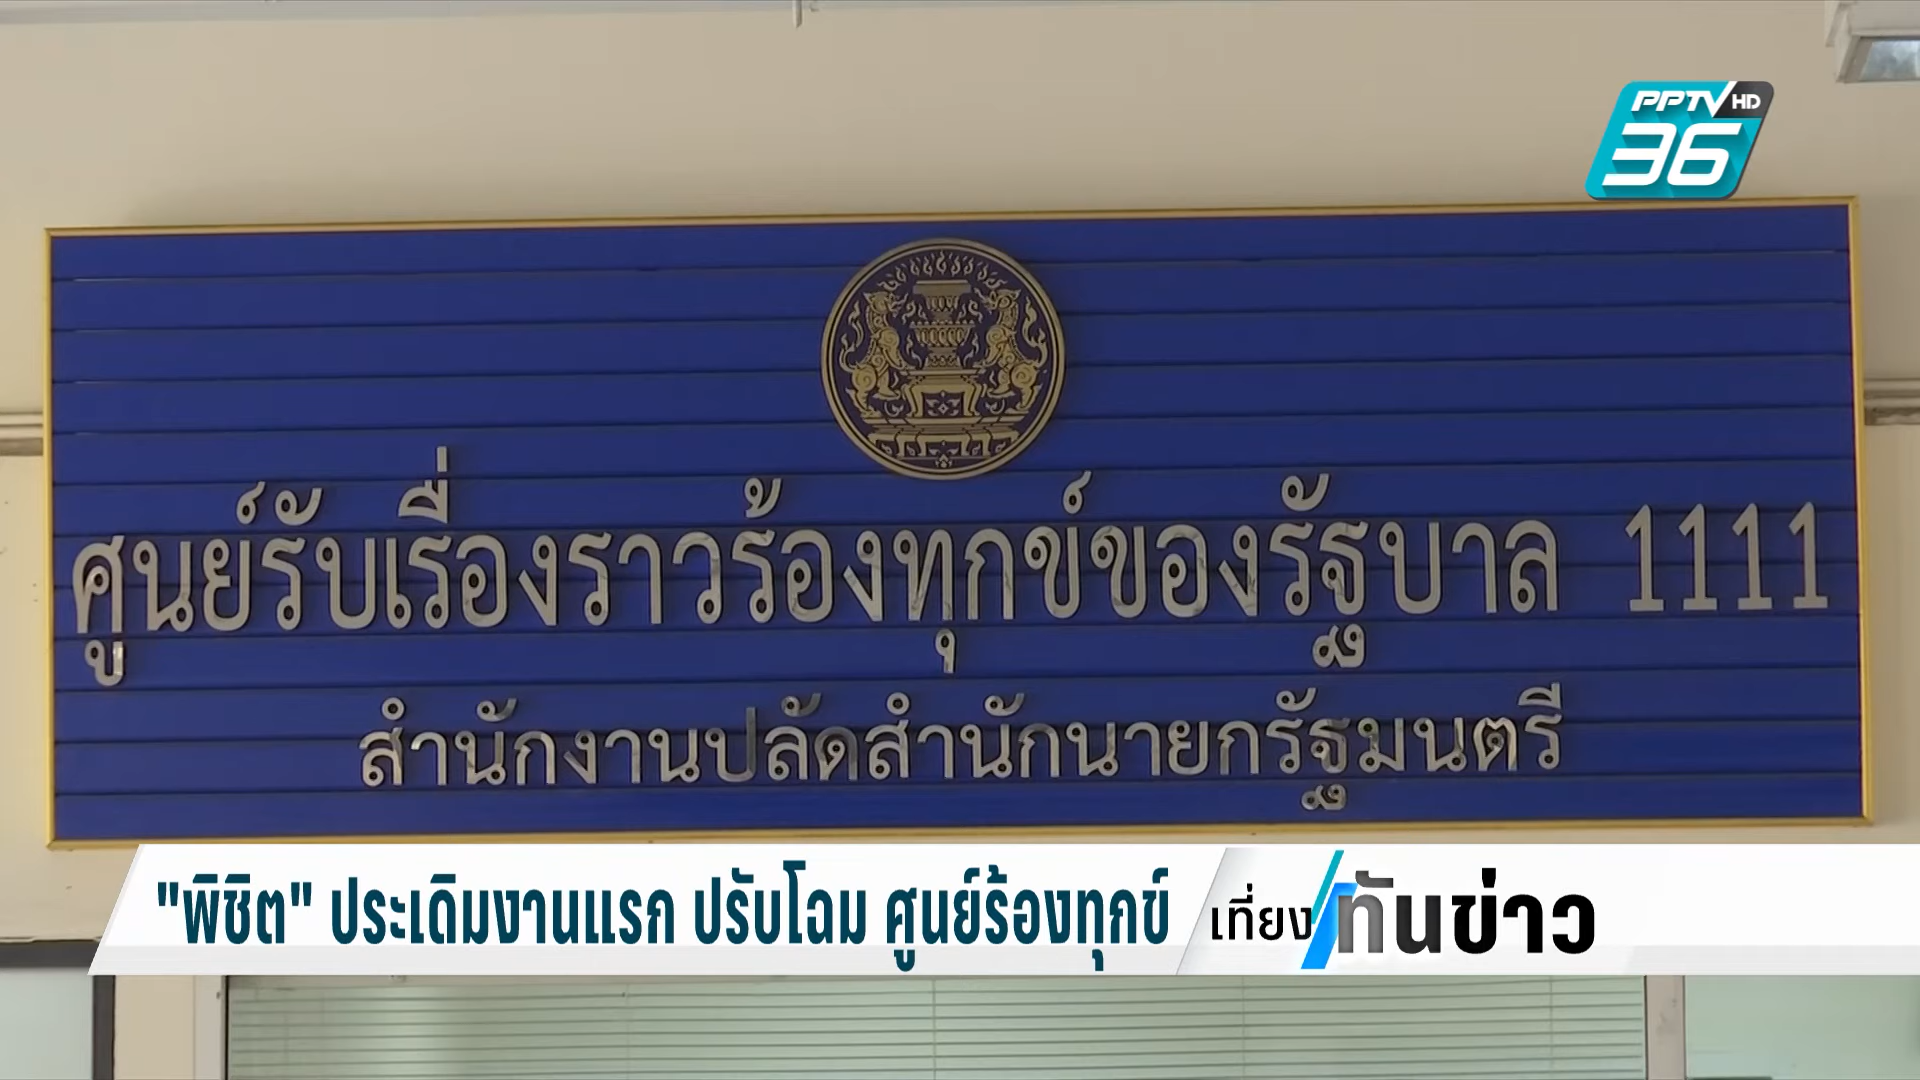 PPTV HD
36
ศูนย์รับเรื่องราวร้องทุกข์ของรัฐบาล 1111
สำนักงานปลัดสำนักนายกรัฐมนตรี
"พิชิต" ประเดิมงานแรก ปรับโฉม ศูนย์ร้องทุกข์
เที่ยงทันข่าว